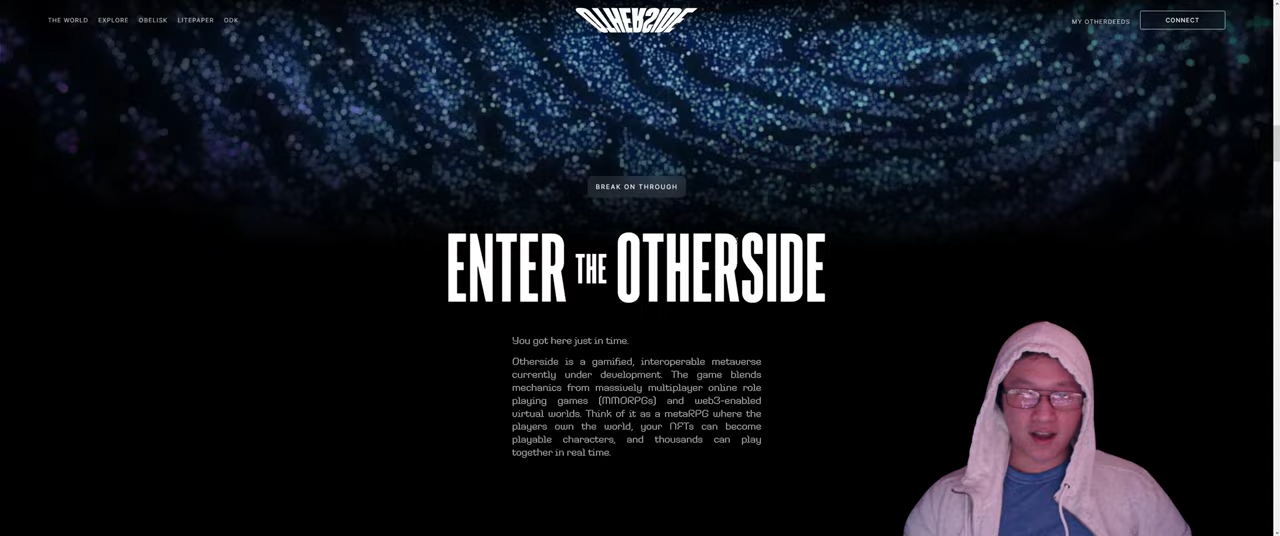 THE WORLD EXPLORE OBELISK LITEPAPER ODK
OTHERSIDE
MY OTHERDEEDS CONNECT
BREAK ON THROUGH
ENTER THE OTHERSIDE
You got here just in time.
Otherside is a gamified, interoperable metaverse
currently under development. The game blends
mechanics from massively multiplayer online role
playing games (MMORPGs) and web3-enabled
virtual worlds. Think of it as a metaRPG where the
players own the world, your NFTs can become
playable characters, and thousands can play
together in real time.